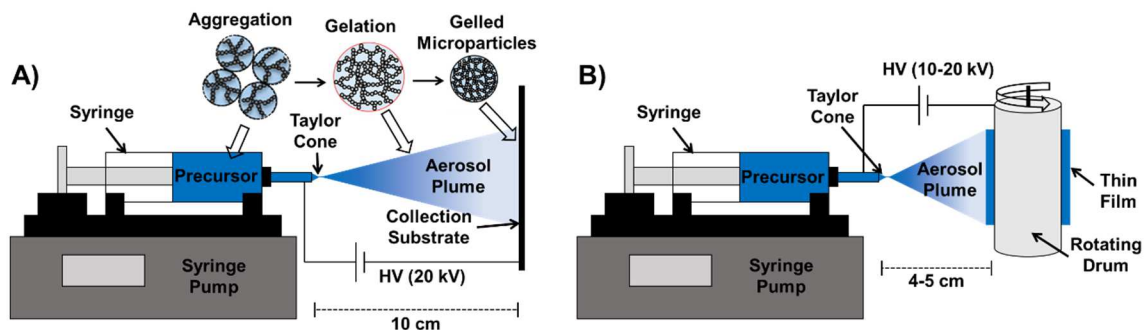 A)
Aggregation
Gelation
Gelled
Microparticles
Syringe
Taylor
Cone
Precursor
Aerosol
Plume
Collection
Substrate
Syringe
Pump
HV (20 kV)
10 cm
B)
HV (10-20 kV)
Syringe
Taylor
Cone
Precursor
Aerosol
Plume
Thin
Film
Rotating
Drum
Syringe
Pump
4-5 cm